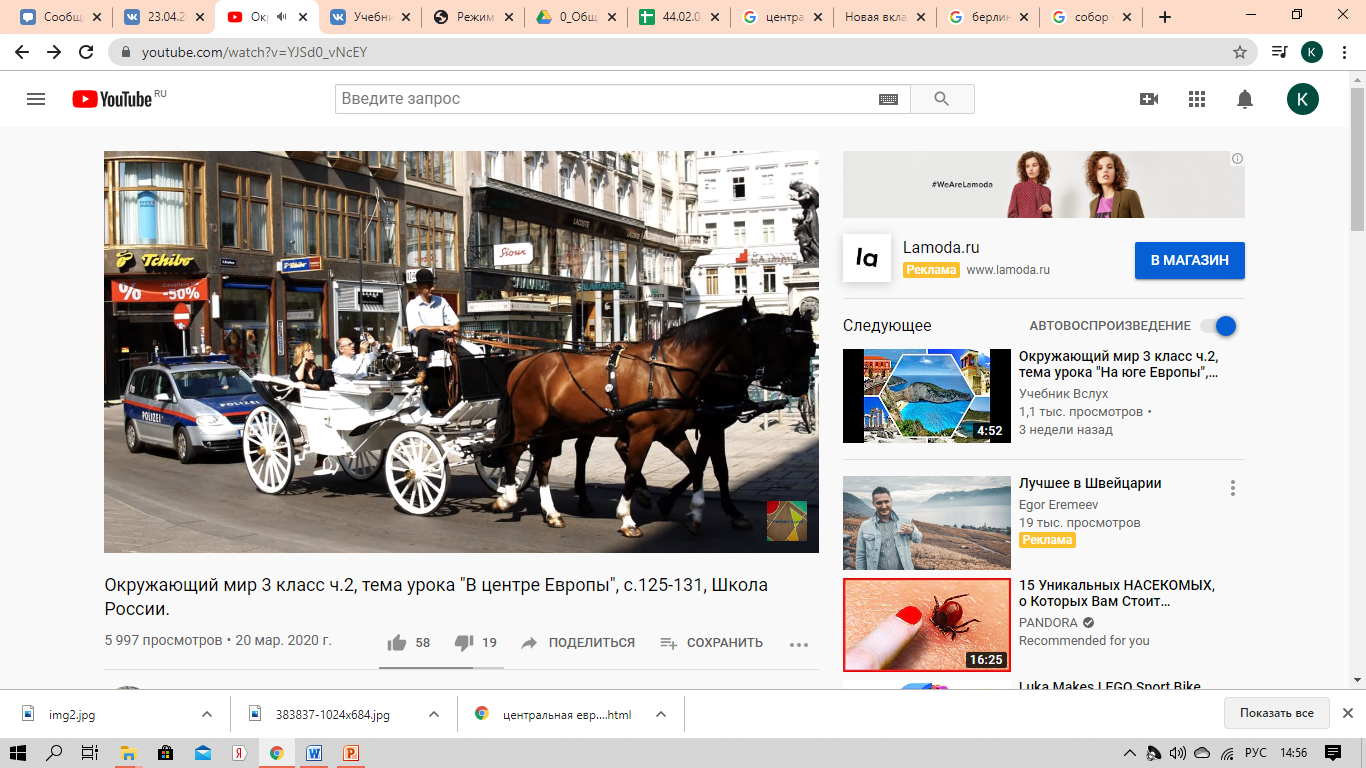 Сообщ
23.04.2
Ок
Учебни
Режим
0_Общ
44.02.0
центра
Новая вкла
берлин
собор
youtube.com/watch?v=YJSd0_vNcEY
K
YouTube RU
Введите запрос
K
#WeAreLamoda
la
Lamoda.ru
Реклама www.lamoda.ru
В МАГАЗИН
Tchibo
% -50%
POLIZEI
POLIZEI
Sioux
LACOSTE
SALAMANDER
Следующее
АВТОВОСПРОИЗВЕДЕНИЕ
4:52
Окружающий мир 3 класс ч.2,
тема урока "На юге Европы",...
Учебник Вслух
1,1 тыс. просмотров •
3 недели назад
Лучшее в Швейцарии
Egor Eremeev
19 тыс. просмотров
Реклама
16:25
15 Уникальных НАСЕКОМЫХ,
о Которых Вам Стоит...
PANDORA
Recommended for you
Luka Makes LEGO Sport Bike
Окружающий мир 3 класс ч.2, тема урока "В центре Европы", с.125-131, Школа
России.
5 997 просмотров • 20 мар. 2020 г.
58
19
ПОДЕЛИТЬСЯ
СОХРАНИТЬ
img2.jpg
383837-1024x684.jpg
центральная евр....html
Показать все
РУС
14:56